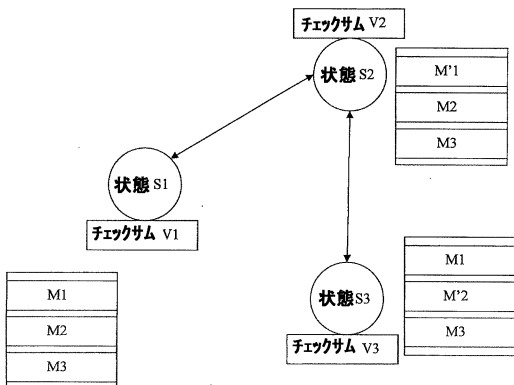 チェックサム V2
状態 S2
M'1
M2
M3
状態 S1
チェックサム V1
M1
M2
M3
状態 S3
チェックサム V3
M1
M'2
M3